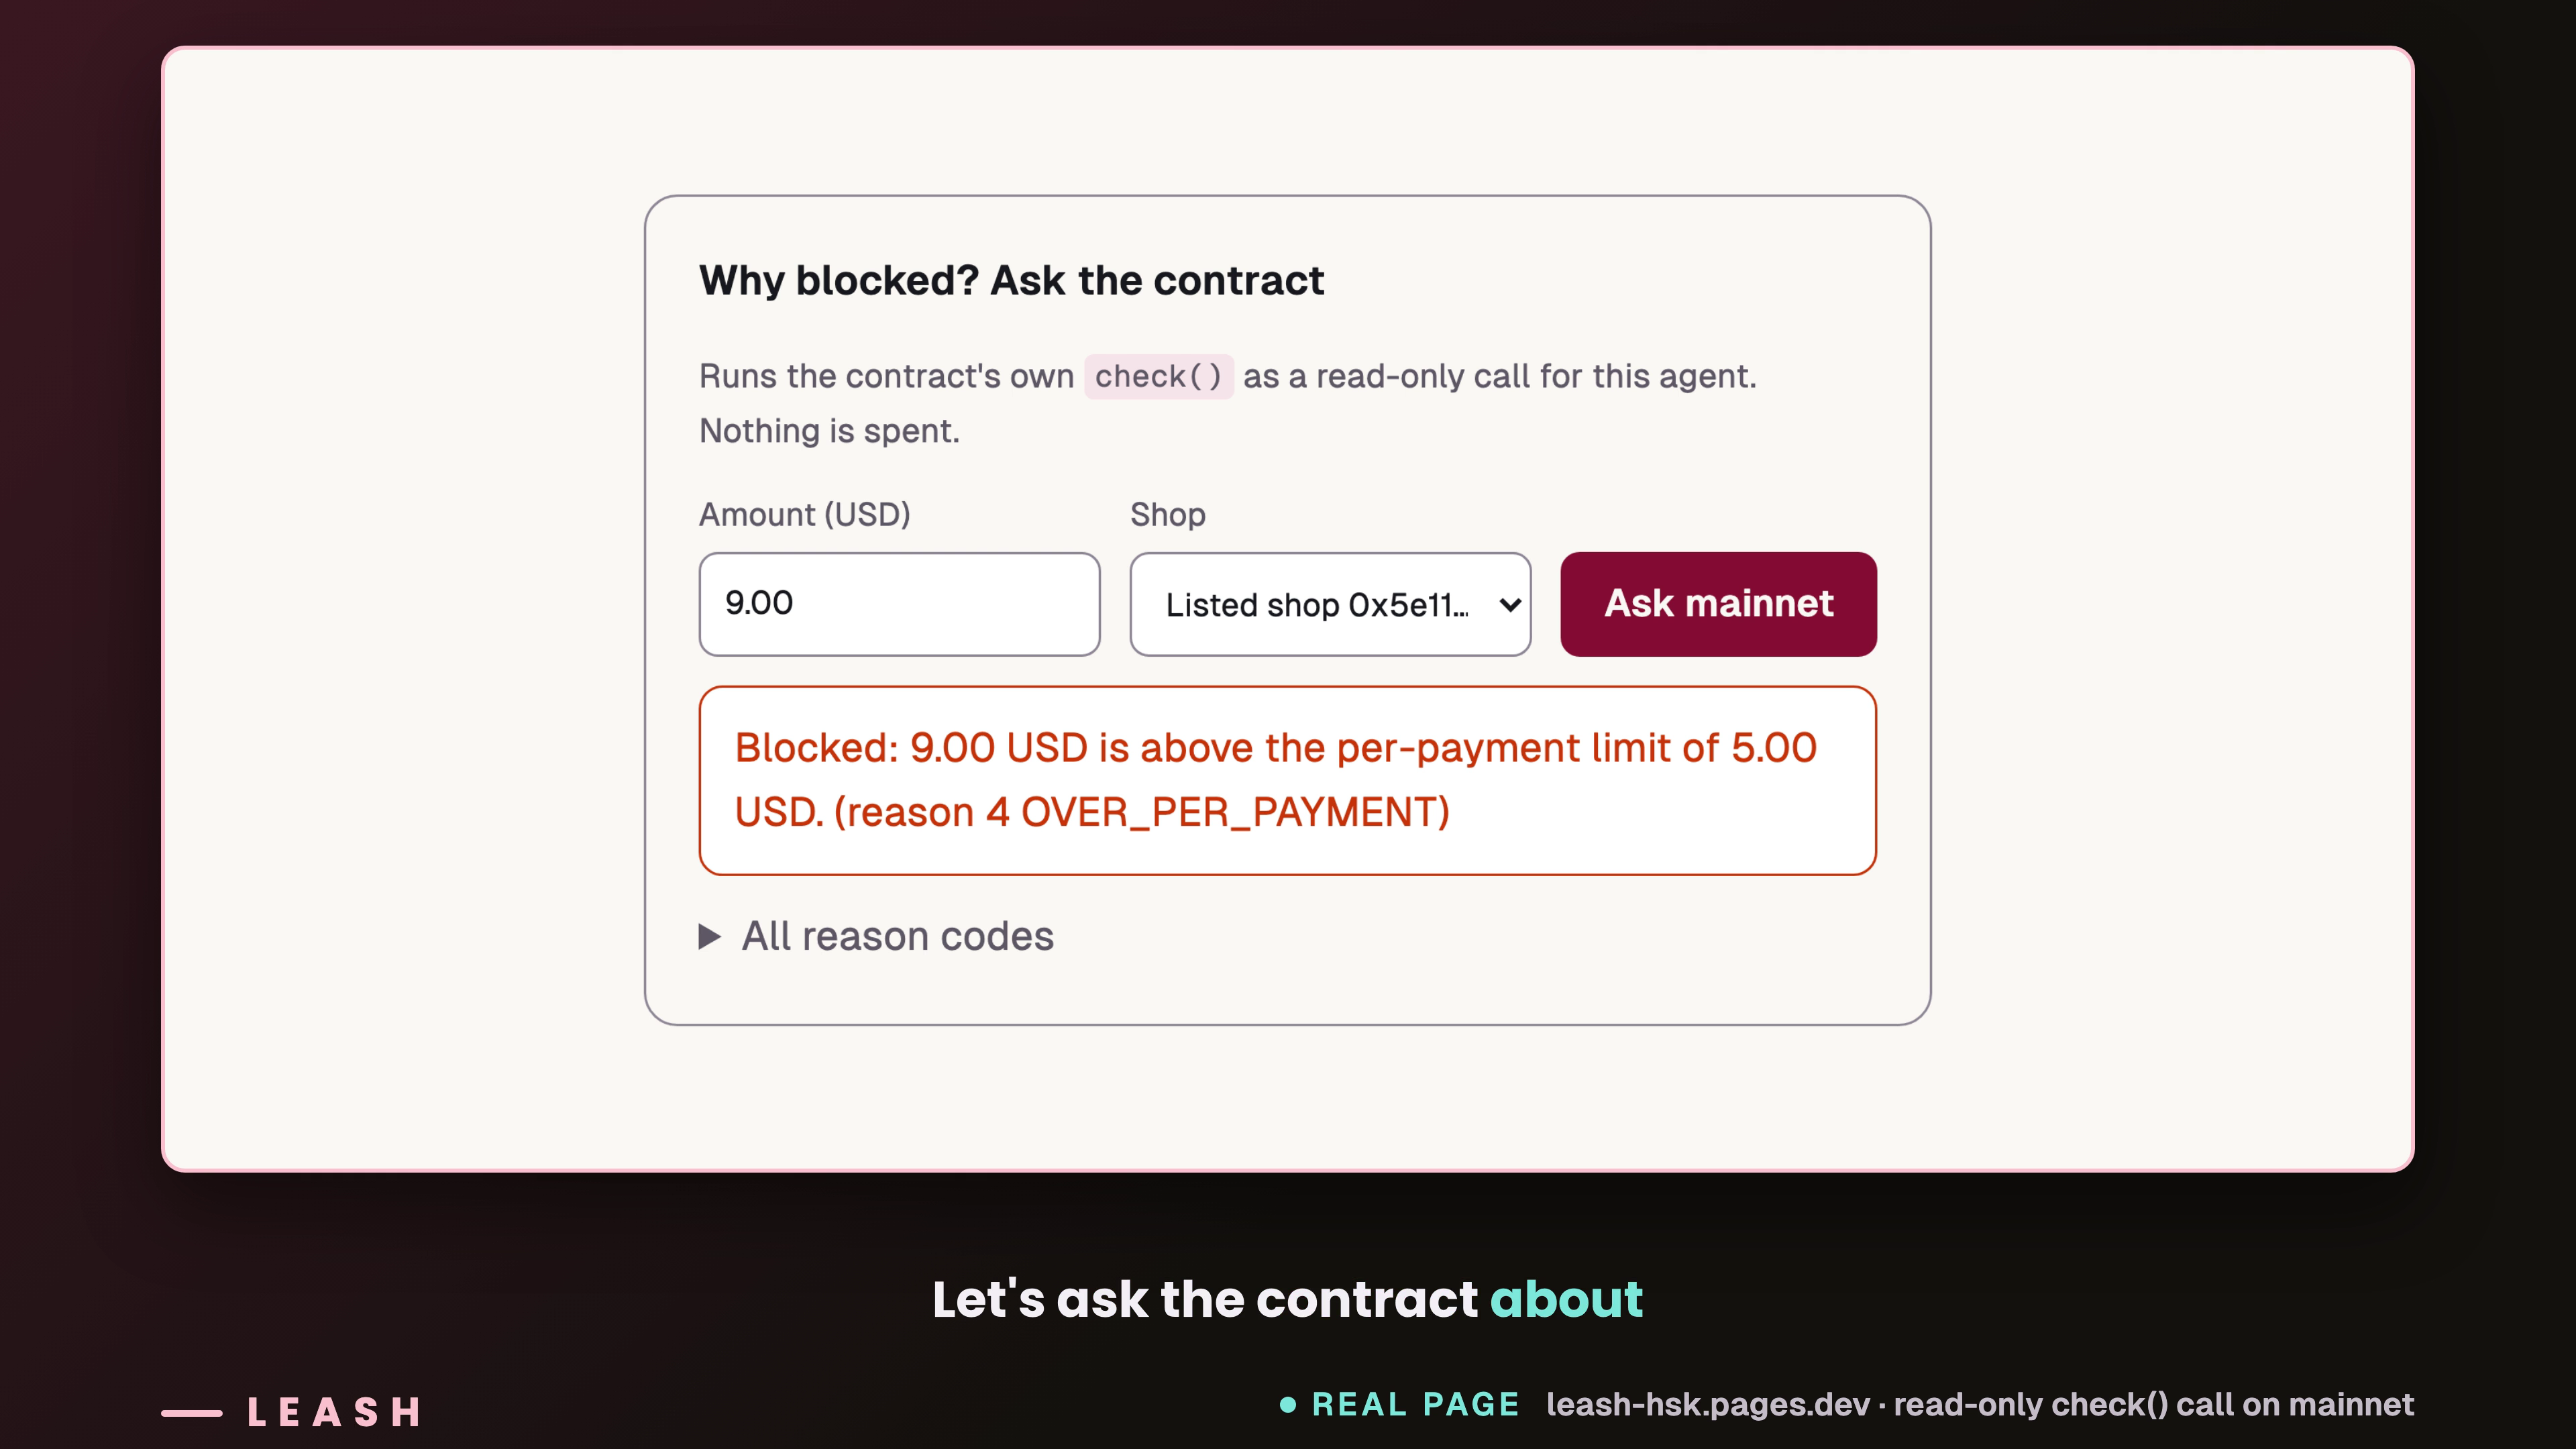 Why blocked? Ask the contract
Runs the contract's own check() as a read-only call for this agent.
Nothing is spent.
Amount (USD)
Shop
9.00
Listed shop 0x5e11...
Ask mainnet
Blocked: 9.00 USD is above the per-payment limit of 5.00
USD. (reason 4 OVER_PER_PAYMENT)
All reason codes
Let's ask the contract about
LEASH
REAL PAGE leash-hsk.pages.dev · read-only check() call on mainnet